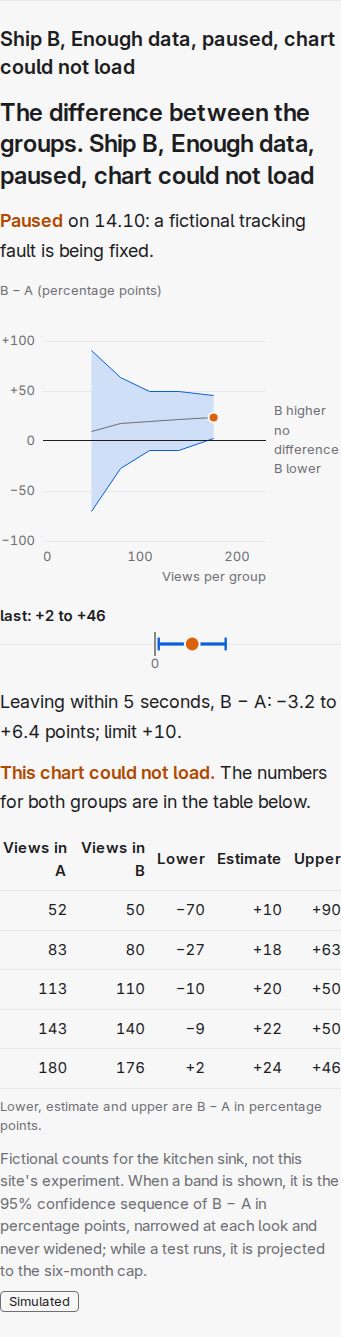 Ship B, Enough data, paused, chart
could not load
The difference between the
groups. Ship B, Enough data,
paused, chart could not load
Paused on 14.10: a fictional tracking
fault is being fixed.
B − A (percentage points)
+100
+50
0
−50
−100
B higher
no
difference
B lower
0 100 200
Views per group
last: +2 to +46
0
Leaving within 5 seconds, B − A: −3.2 to
+6.4 points; limit +10.
This chart could not load. The numbers
for both groups are in the table below.
Views in A Views in B Lower Estimate Upper
52 50 −70 +10 +90
83 80 −27 +18 +63
113 110 −10 +20 +50
143 140 −9 +22 +50
180 176 +2 +24 +46
Lower, estimate and upper are B − A in percentage
points.
Fictional counts for the kitchen sink, not this
site's experiment. When a band is shown, it is the
95% confidence sequence of B − A in
percentage points, narrowed at each look and
never widened; while a test runs, it is projected
to the six-month cap.
Simulated